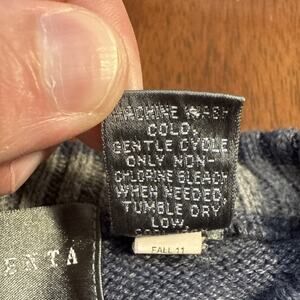 MACHINE WASH
COLD,
GENTLE CYCLE
ONLY NON-
CHLORINE BLEACH
WHEN NEEDED,
TUMBLE DRY
LOW.
FALL 11
ENTA